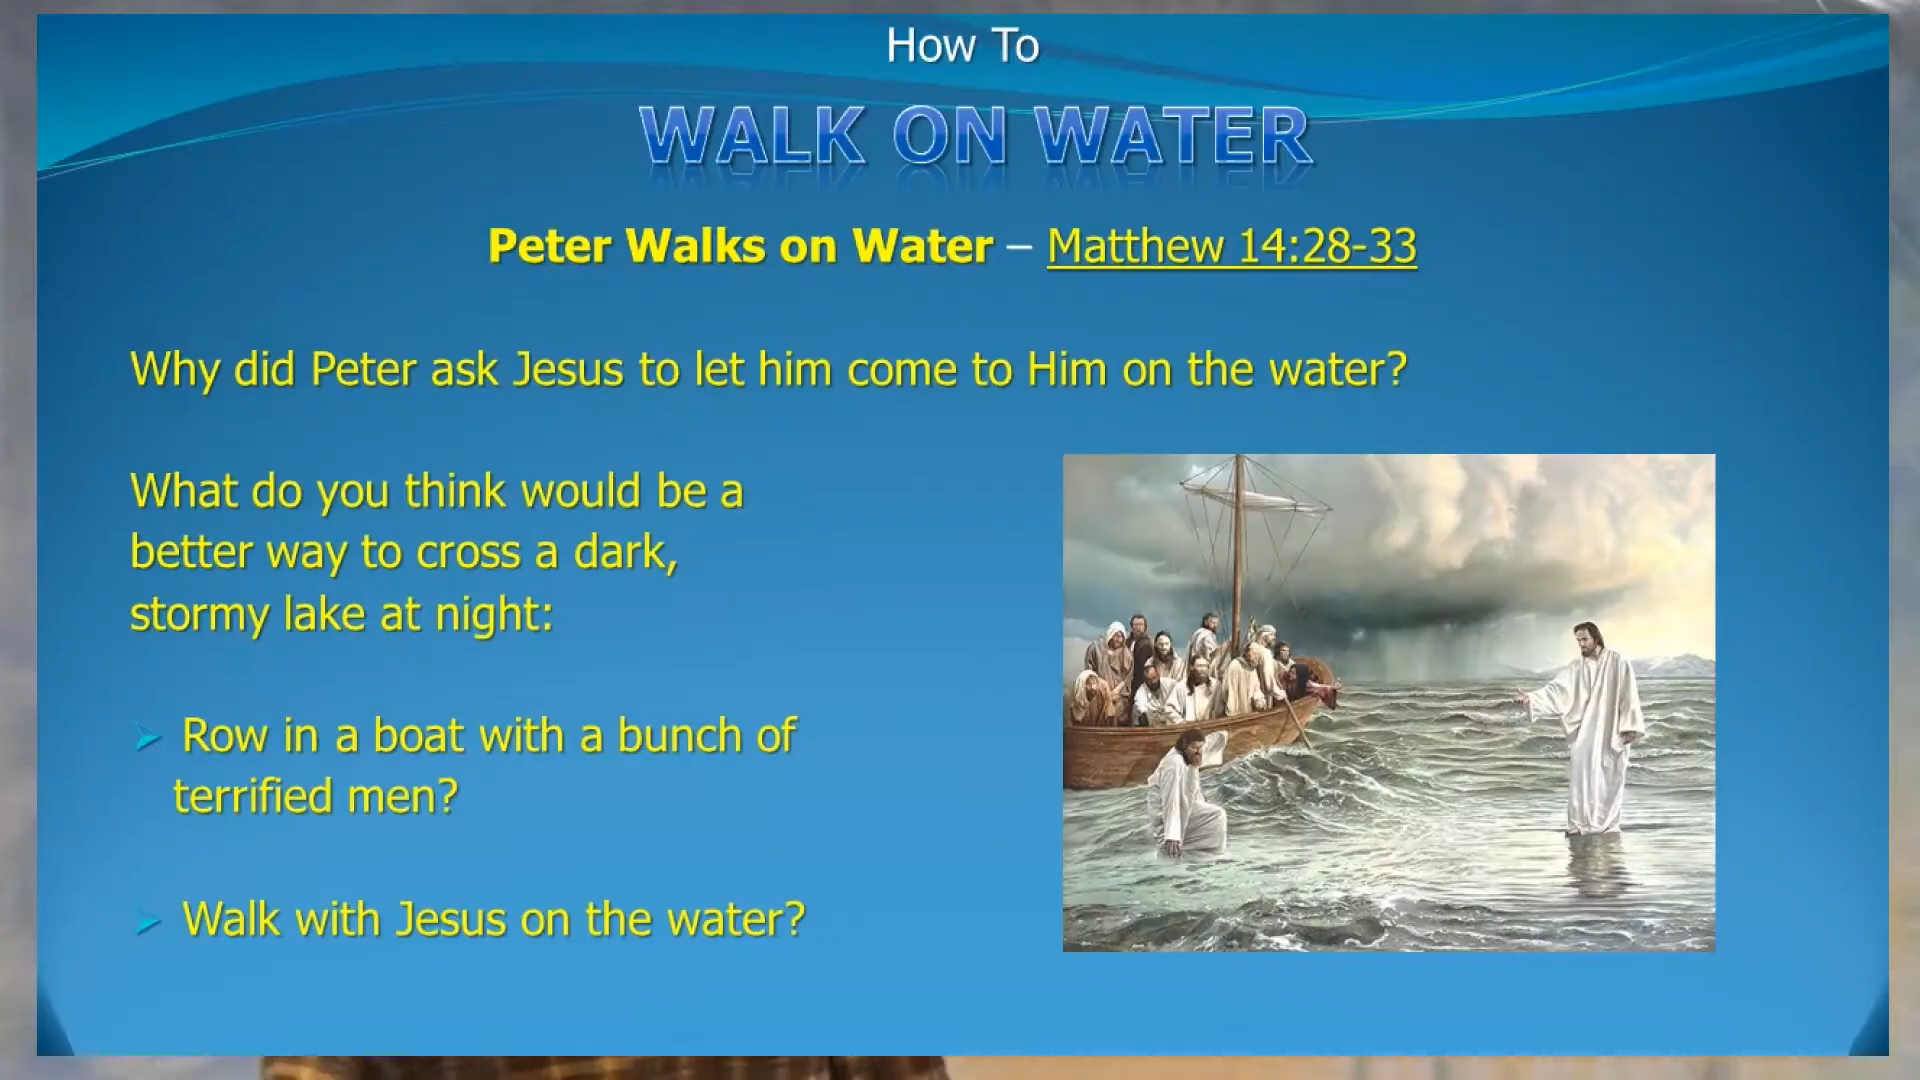 How To
WALK ON WATER
Peter Walks on Water – Matthew 14:28-33
Why did Peter ask Jesus to let him come to Him on the water?
What do you think would be a
better way to cross a dark,
stormy lake at night:
Row in a boat with a bunch of
terrified men?
Walk with Jesus on the water?